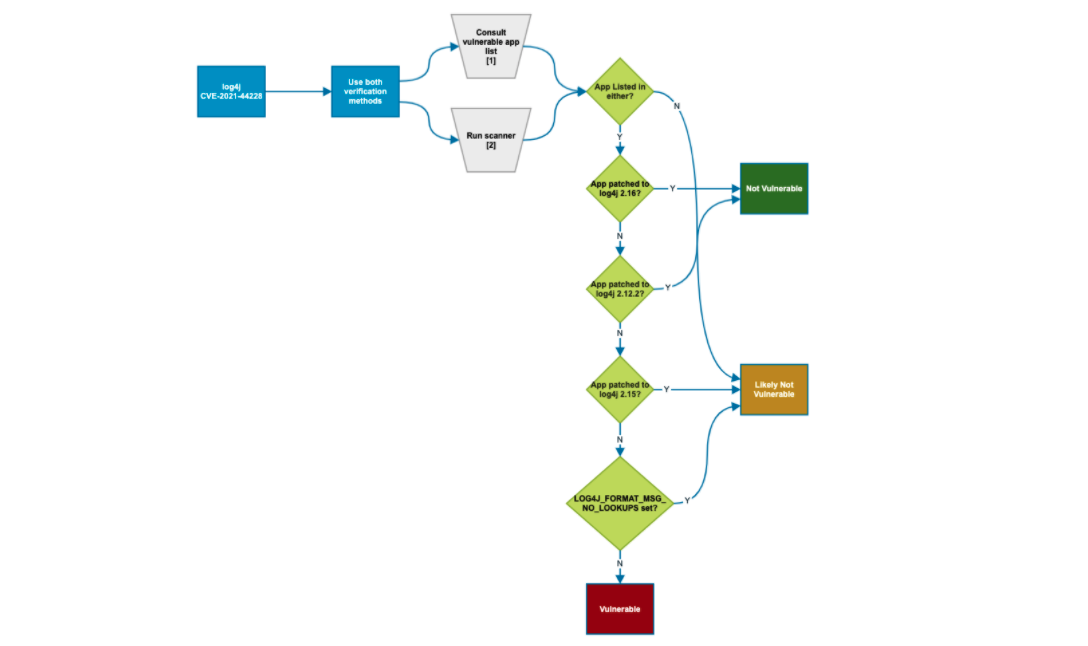 log4j
CVE-2021-44228
Use both
verification
methods
Consult
vulnerable app
list
[1]
Run scanner
[2]
App Listed in
either?
N
Y
App patched to
log4j 2.16?
Y
Not Vulnerable
N
App patched to
log4j 2.12.2?
Y
N
App patched to
log4j 2.15?
Y
Likely Not
Vulnerable
N
LOG4J_FORMAT_MSG_
NO_LOOKUPS set?
Y
N
Vulnerable